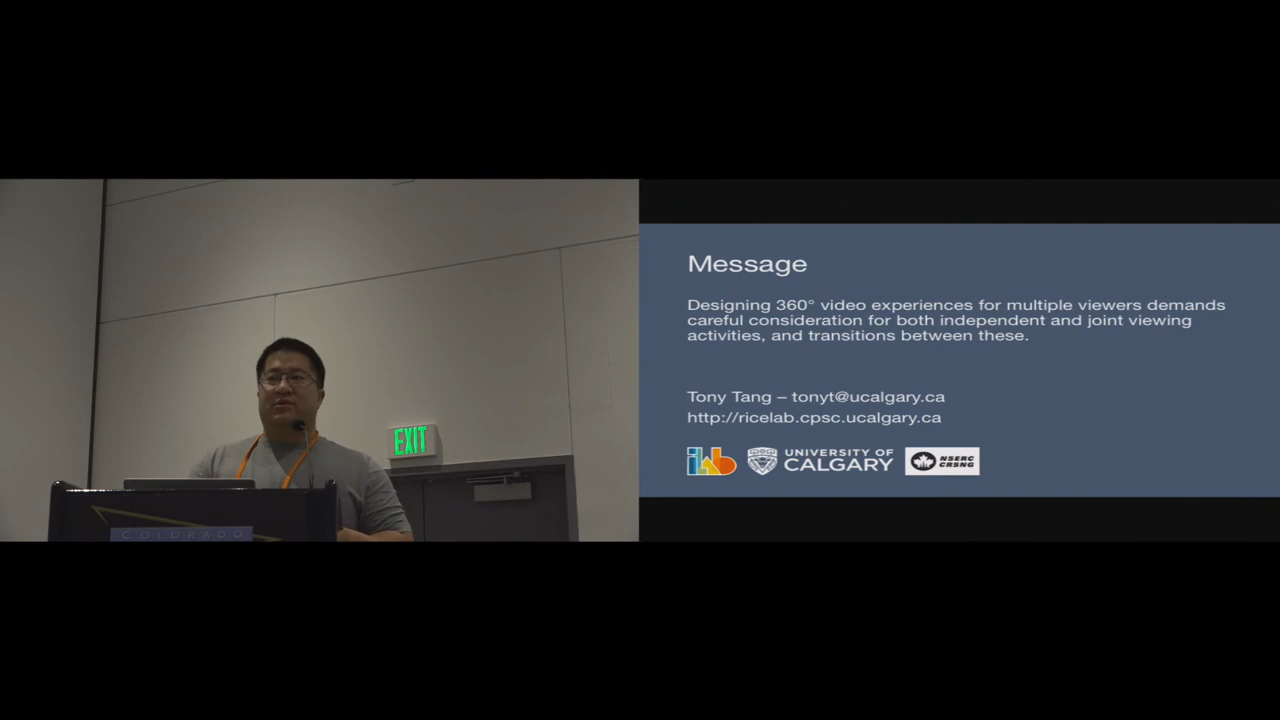 EXIT
COLORADO
Message
Designing 360° video experiences for multiple viewers demands
careful consideration for both independent and joint viewing
activities, and transitions between these.
Tony Tang – tonyt@ucalgary.ca
http://ricelab.cpsc.ucalgary.ca
ilab
UNIVERSITY OF
CALGARY
NSERC
CRSNG